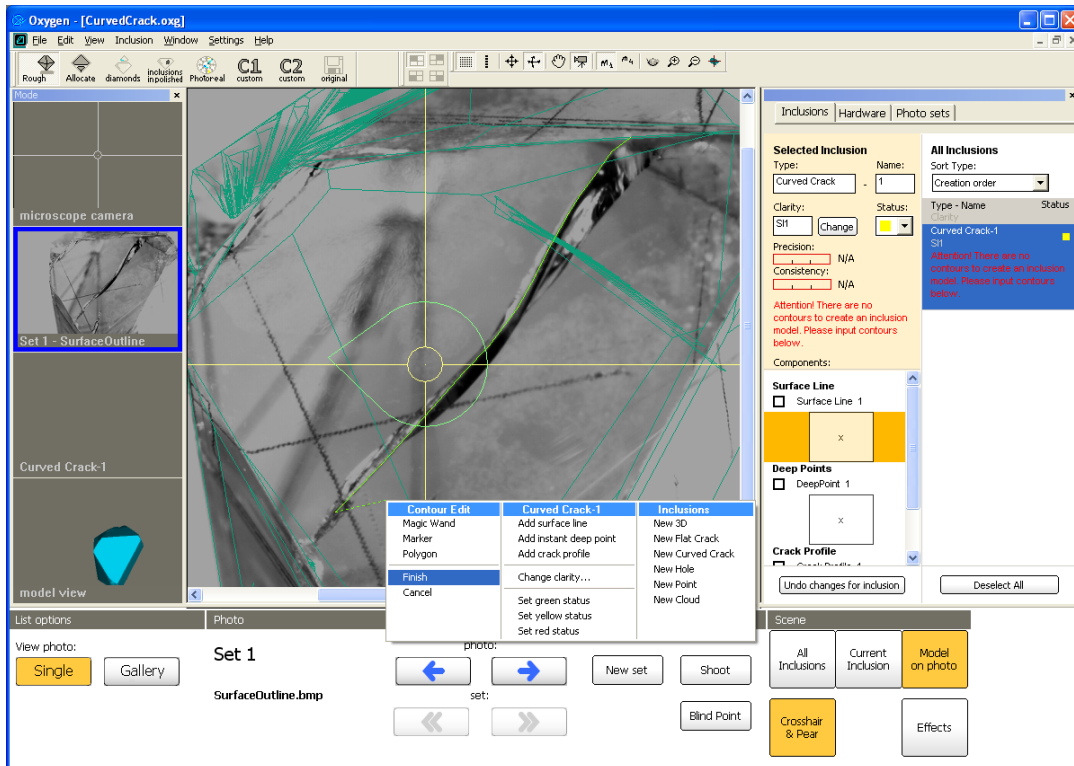 Oxygen - [CurvedCrack.oxg]
File Edit View Inclusion Window Settings Help
Rough
Allocate
diamonds
inclusions
in polished
Photoreal
C1
custom
C2
custom
original
Mode
microscope camera
Set 1 - SurfaceOutline
Curved Crack-1
model view
Contour Edit
Magic Wand
Marker
Polygon
Finish
Cancel
Curved Crack-1
Add surface line
Add instant deep point
Add crack profile
Change clarity...
Set green status
Set yellow status
Set red status
Inclusions
New 3D
New Flat Crack
New Curved Crack
New Hole
New Point
New Cloud
Inclusions
Hardware
Photo sets
Selected Inclusion
Type:
Name:
Curved Crack - 1
Clarity:
Status:
SI1
Change
Precision:
N/A
Consistency:
N/A
Attention! There are no
contours to create an inclusion
model. Please input contours
below.
Components:
Surface Line
Surface Line 1
x
Deep Points
DeepPoint 1
x
Crack Profile
Undo changes for inclusion
All Inclusions
Sort Type:
Creation order
Type - Name
Status
Clarity
Curved Crack-1
SI1
Attention! There are no
contours to create an inclusion
model. Please input contours
below.
Deselect All
List options
View photo:
Single
Gallery
Photo
Set 1
SurfaceOutline.bmp
photo:
set:
New set
Shoot
Blind Point
Scene
All
Inclusions
Current
Inclusion
Model
on photo
Crosshair
& Pear
Effects